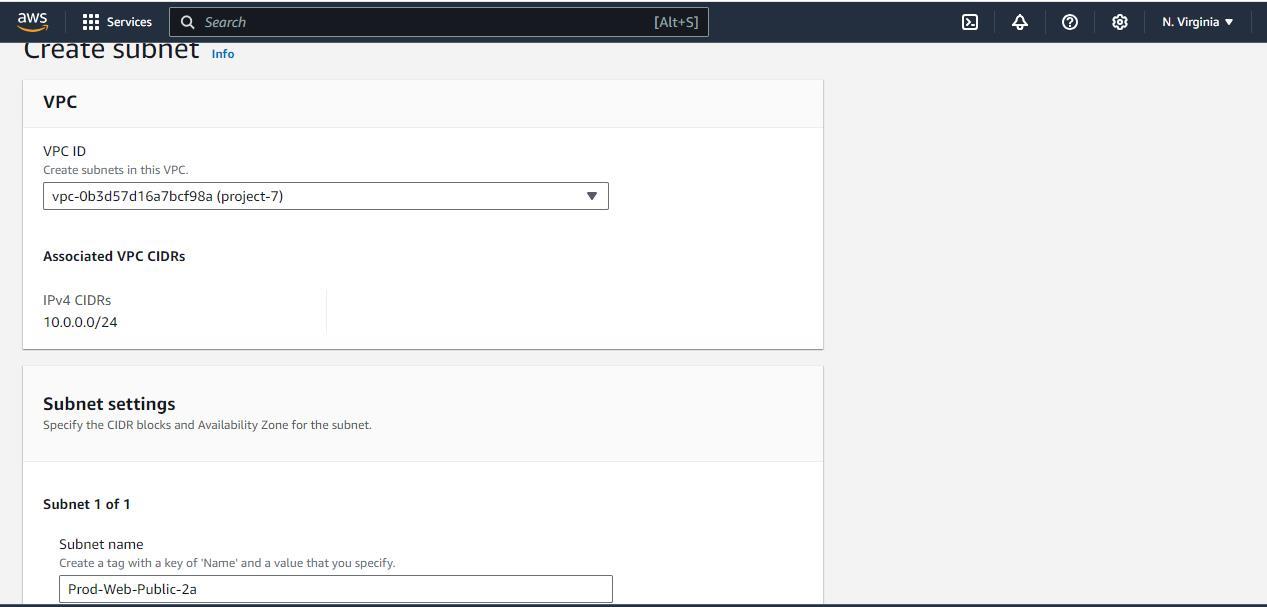 aws Services Search [Alt+S] N. Virginia
Create subnet Info
VPC
VPC ID
Create subnets in this VPC.
vpc-0b3d57d16a7bcf98a (project-7)
Associated VPC CIDRs
IPv4 CIDRs
10.0.0.0/24
Subnet settings
Specify the CIDR blocks and Availability Zone for the subnet.
Subnet 1 of 1
Subnet name
Create a tag with a key of 'Name' and a value that you specify.
Prod-Web-Public-2a